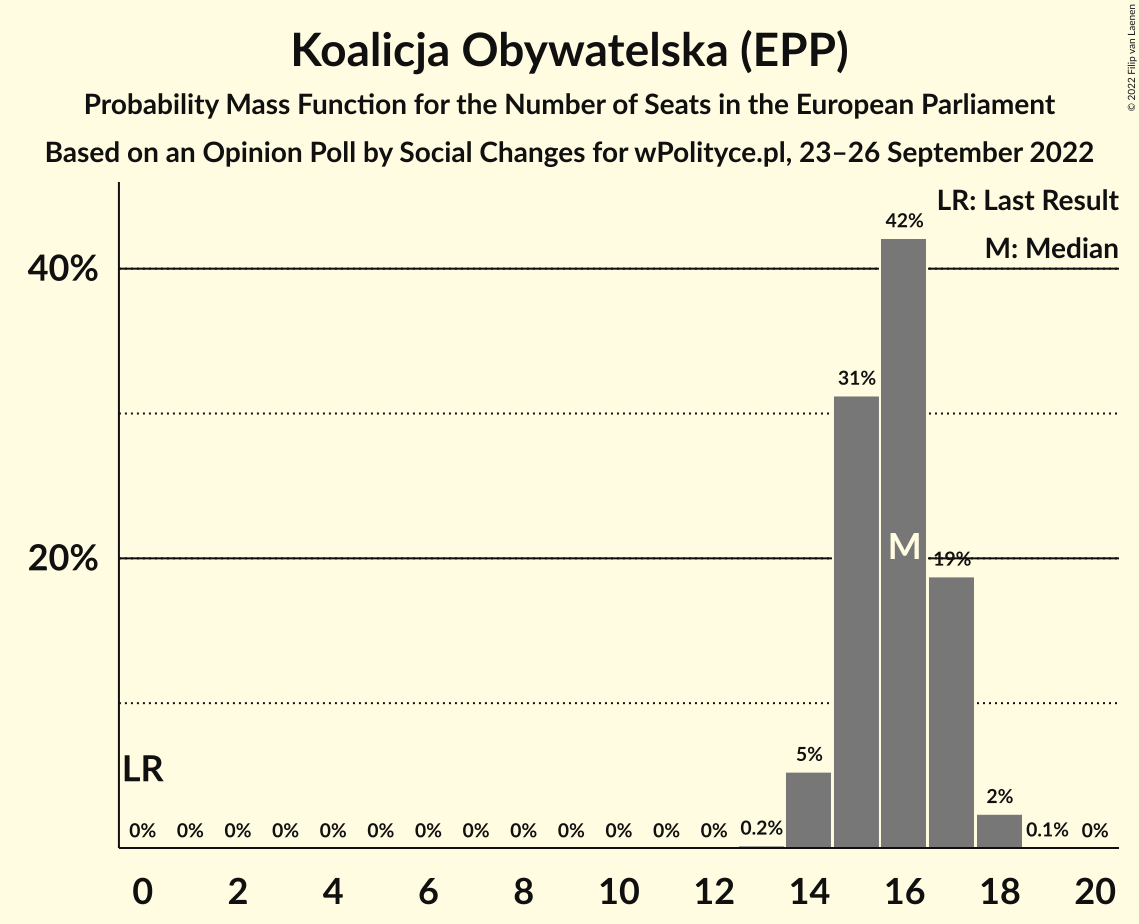 Koalicja Obywatelska (EPP)
Probability Mass Function for the Number of Seats in the European Parliament
Based on an Opinion Poll by Social Changes for wPolityce.pl, 23–26 September 2022
© 2022 Filip van Laenen
LR: Last Result
M: Median
42%
40%
31%
M
20%
19%
LR
5%
2%
0% 0% 0% 0% 0% 0% 0% 0% 0% 0% 0% 0% 0% 0.2% 0.1% 0%
0 2 4 6 8 10 12 14 16 18 20